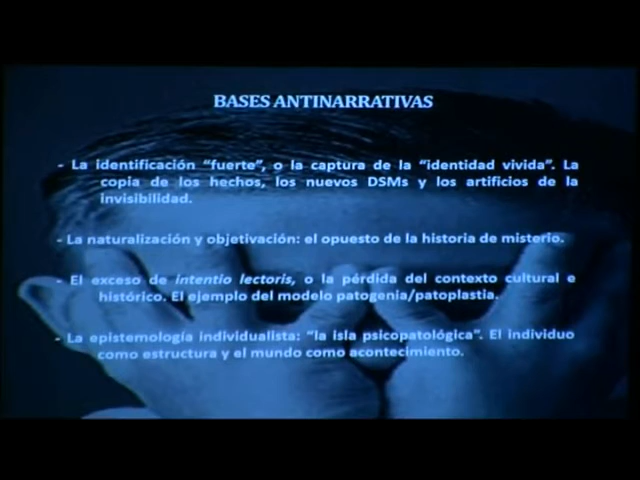 BASES ANTINARRATIVAS
- La identificación “fuerte”, o la captura de la “identidad vivida”. La
copia de los hechos, los nuevos DSMs y los artificios de la
invisibilidad.
- La naturalización y objetivación: el opuesto de la historia de misterio.
- El exceso de intentio lectoris, o la pérdida del contexto cultural e
histórico. El ejemplo del modelo patogenia/patoplastia.
- La epistemología individualista: “la isla psicopatológica”. El individuo
como estructura y el mundo como acontecimiento.